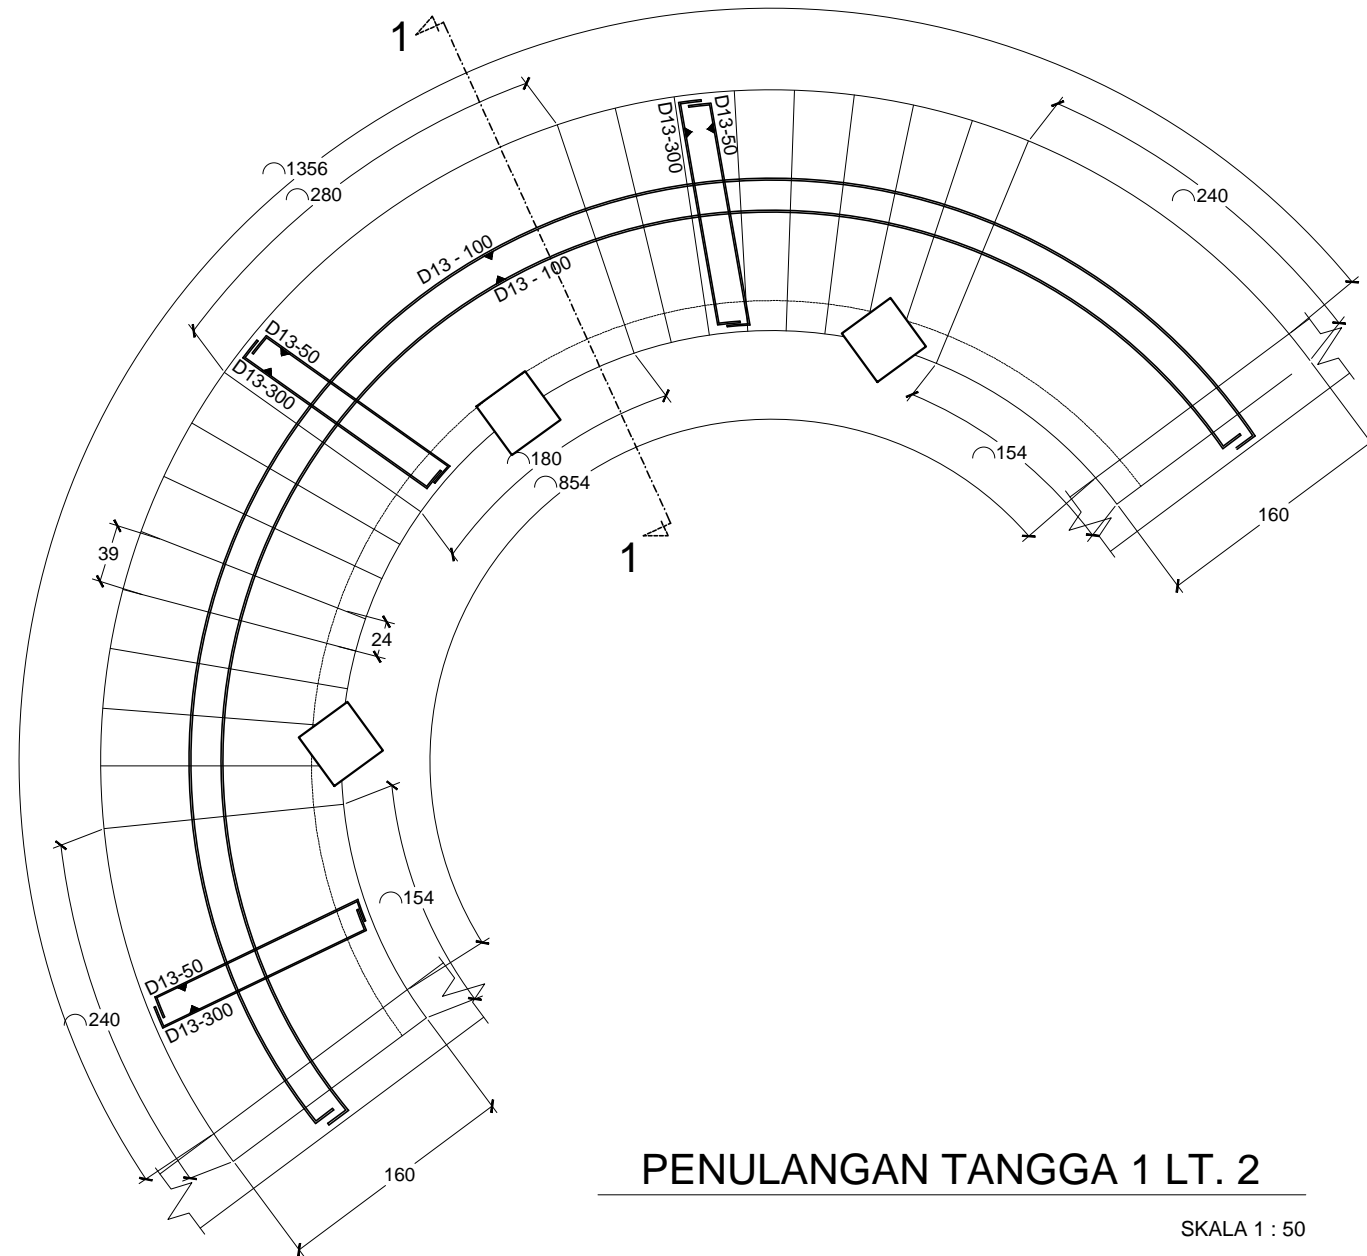 1
⌒1356
⌒280
D13-300
D13-50
⌒240
D13 - 100
D13 - 100
D13-50
D13-300
⌒180
⌒854
⌒154
160
1
39
24
⌒154
D13-50
D13-300
⌒240
160
PENULANGAN TANGGA 1 LT. 2
SKALA 1 : 50